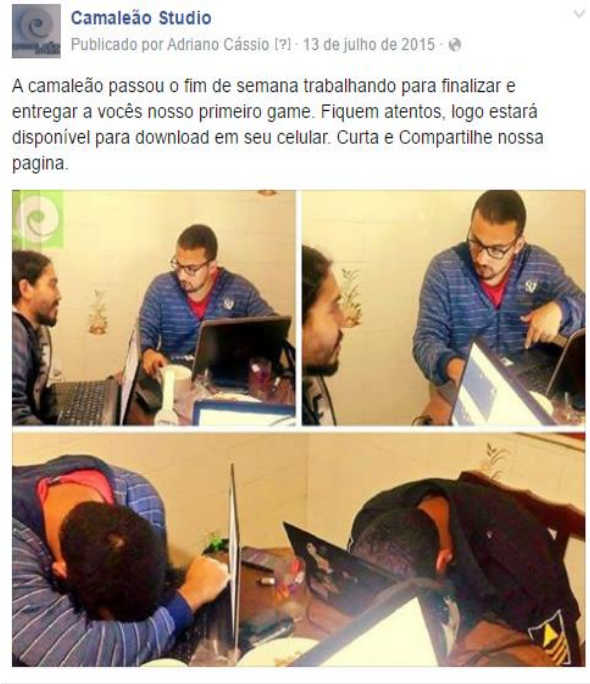 Camaleão Studio
Publicado por Adriano Cássio [?] · 13 de julho de 2015 ·
A camaleão passou o fim de semana trabalhando para finalizar e
entregar a vocês nosso primeiro game. Fiquem atentos, logo estará
disponível para download em seu celular. Curta e Compartilhe nossa
pagina.